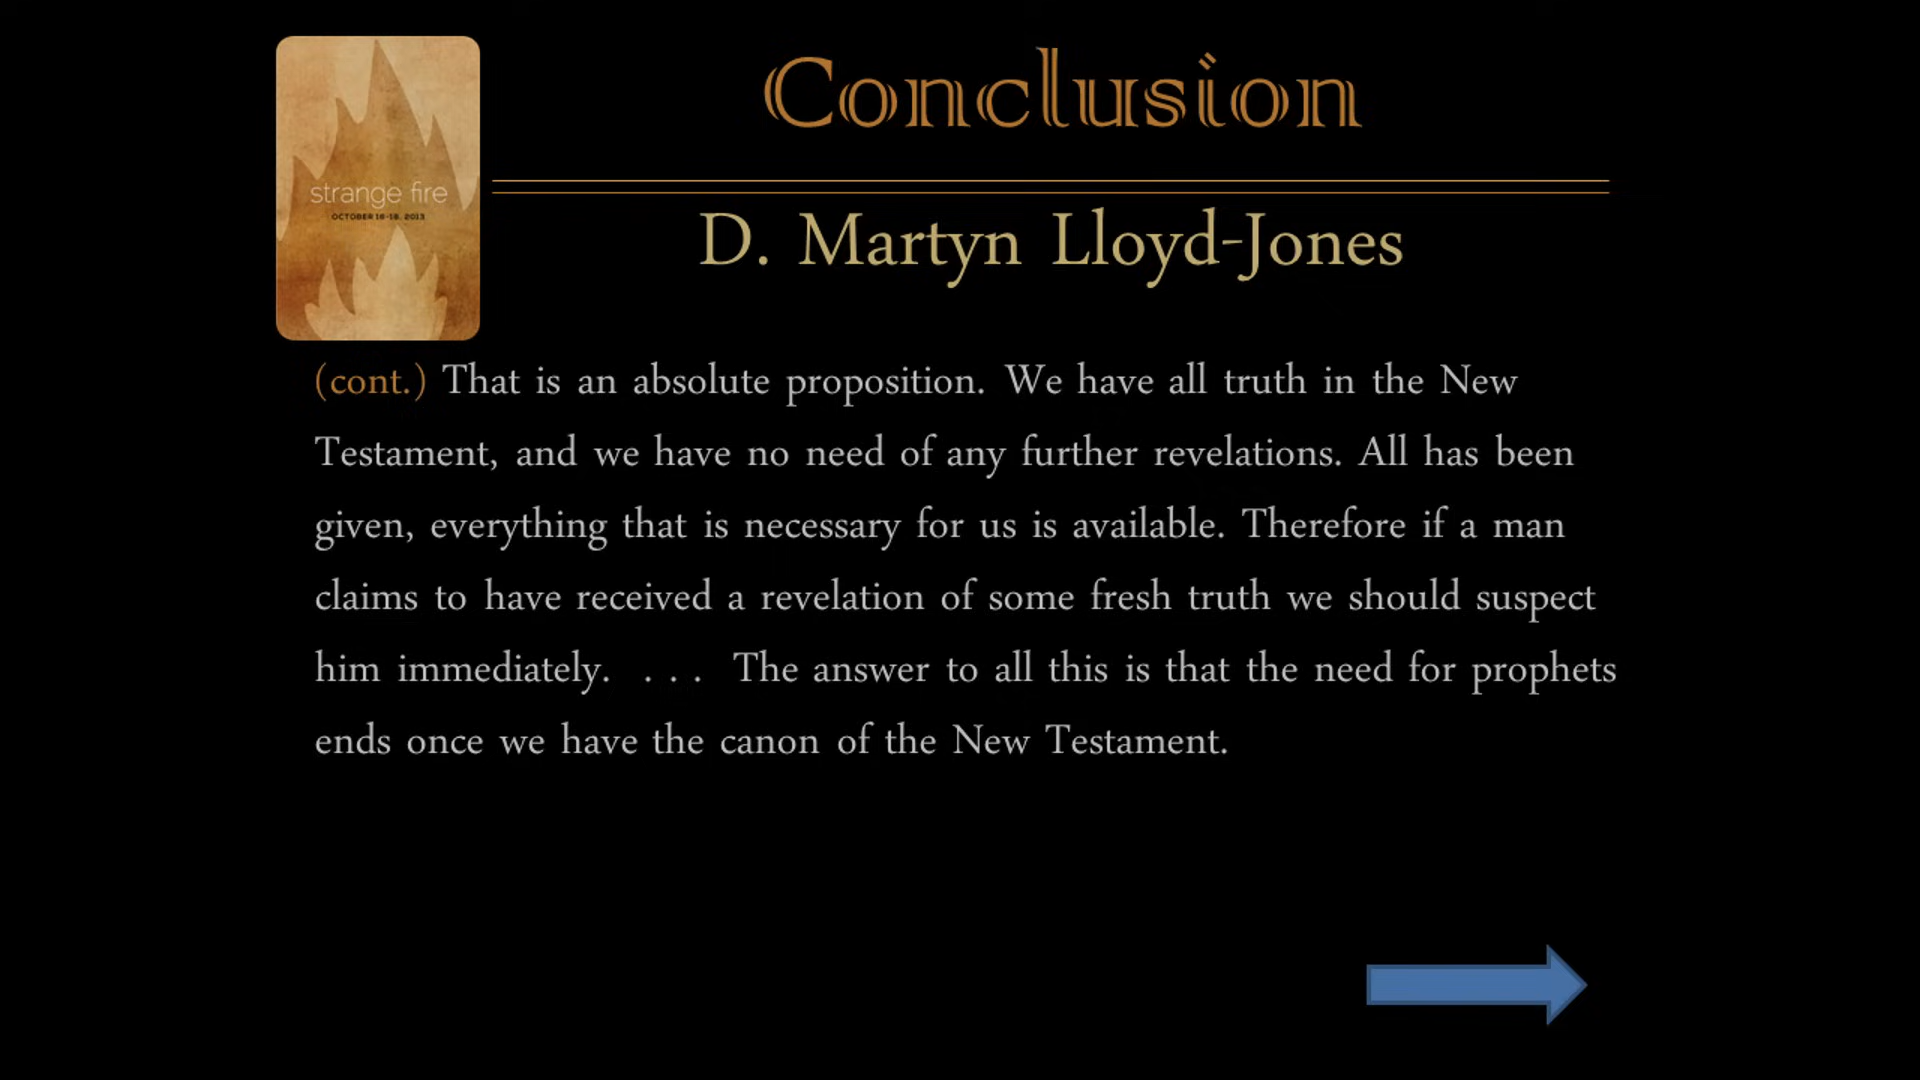 Conclusion
strange fire
OCTOBER 16-18, 2013
D. Martyn Lloyd-Jones
(cont.) That is an absolute proposition. We have all truth in the New
Testament, and we have no need of any further revelations. All has been
given, everything that is necessary for us is available. Therefore if a man
claims to have received a revelation of some fresh truth we should suspect
him immediately. . . . The answer to all this is that the need for prophets
ends once we have the canon of the New Testament.